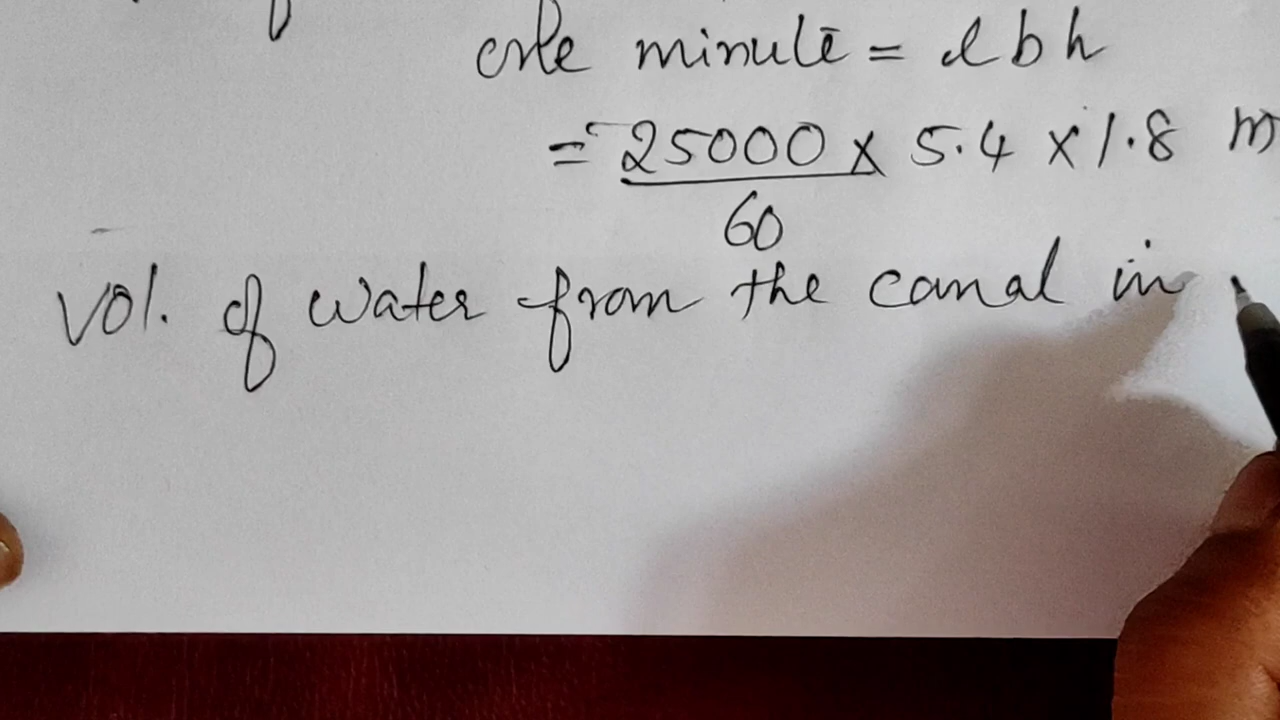 one minute = l b h
= 25000 × 5.4 × 1.8 m
60
Vol. of water from the canal in